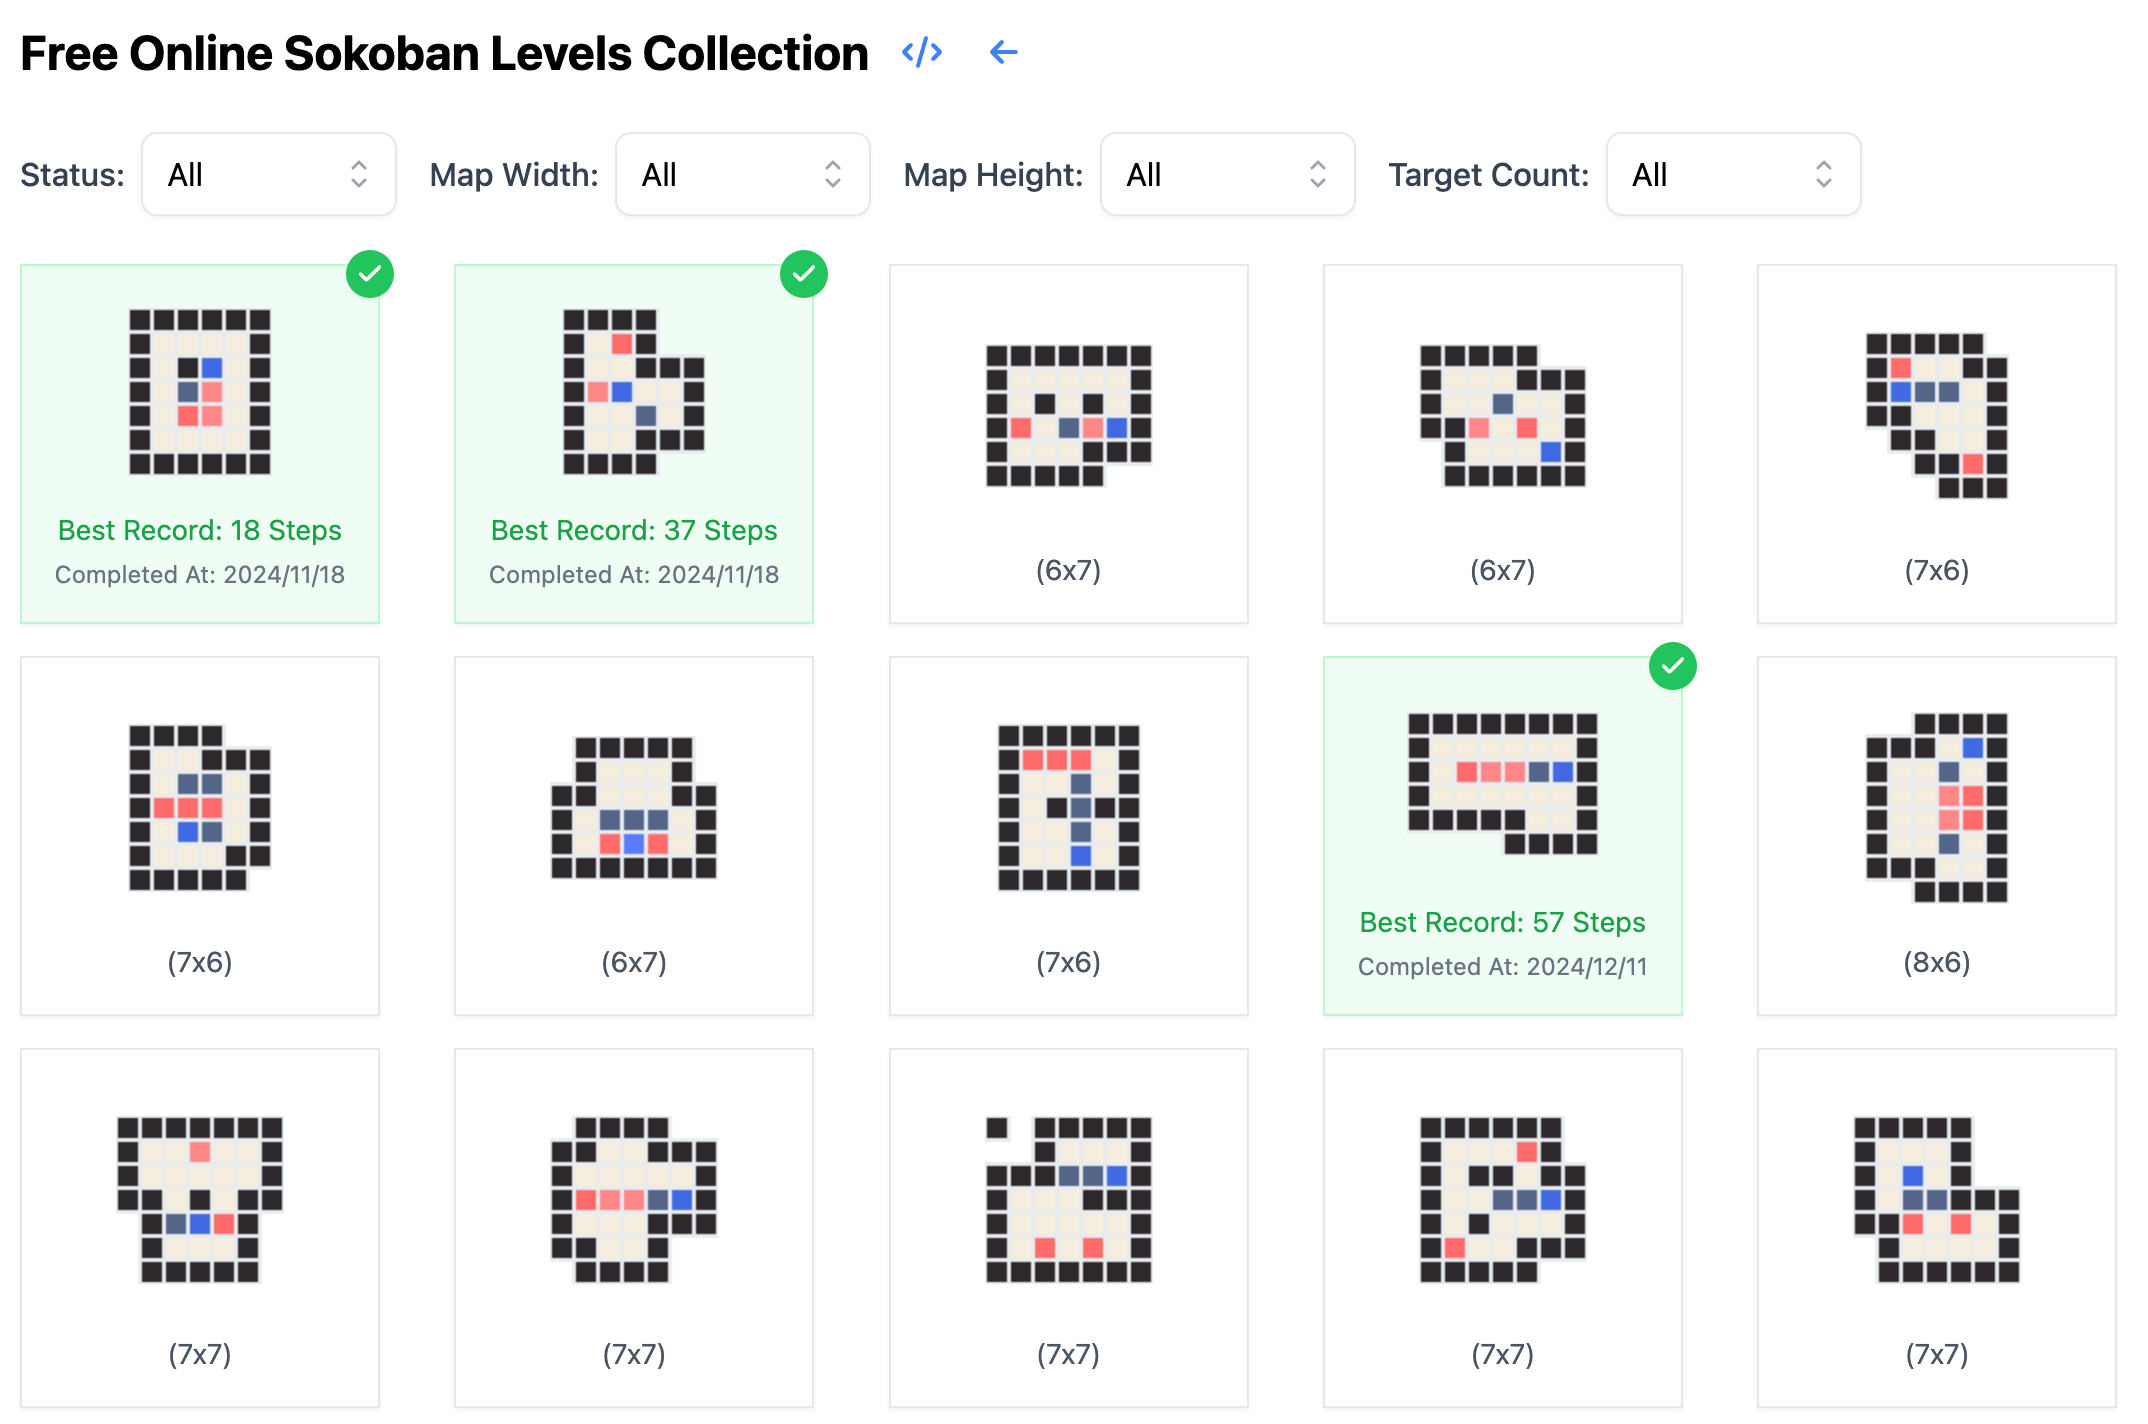 Free Online Sokoban Levels Collection </>
Status: All Map Width: All Map Height: All Target Count: All
Best Record: 18 Steps
Completed At: 2024/11/18
Best Record: 37 Steps
Completed At: 2024/11/18
(6x7)
(6x7)
(7x6)
(7x6)
(6x7)
(7x6)
Best Record: 57 Steps
Completed At: 2024/12/11
(8x6)
(7x7)
(7x7)
(7x7)
(7x7)
(7x7)